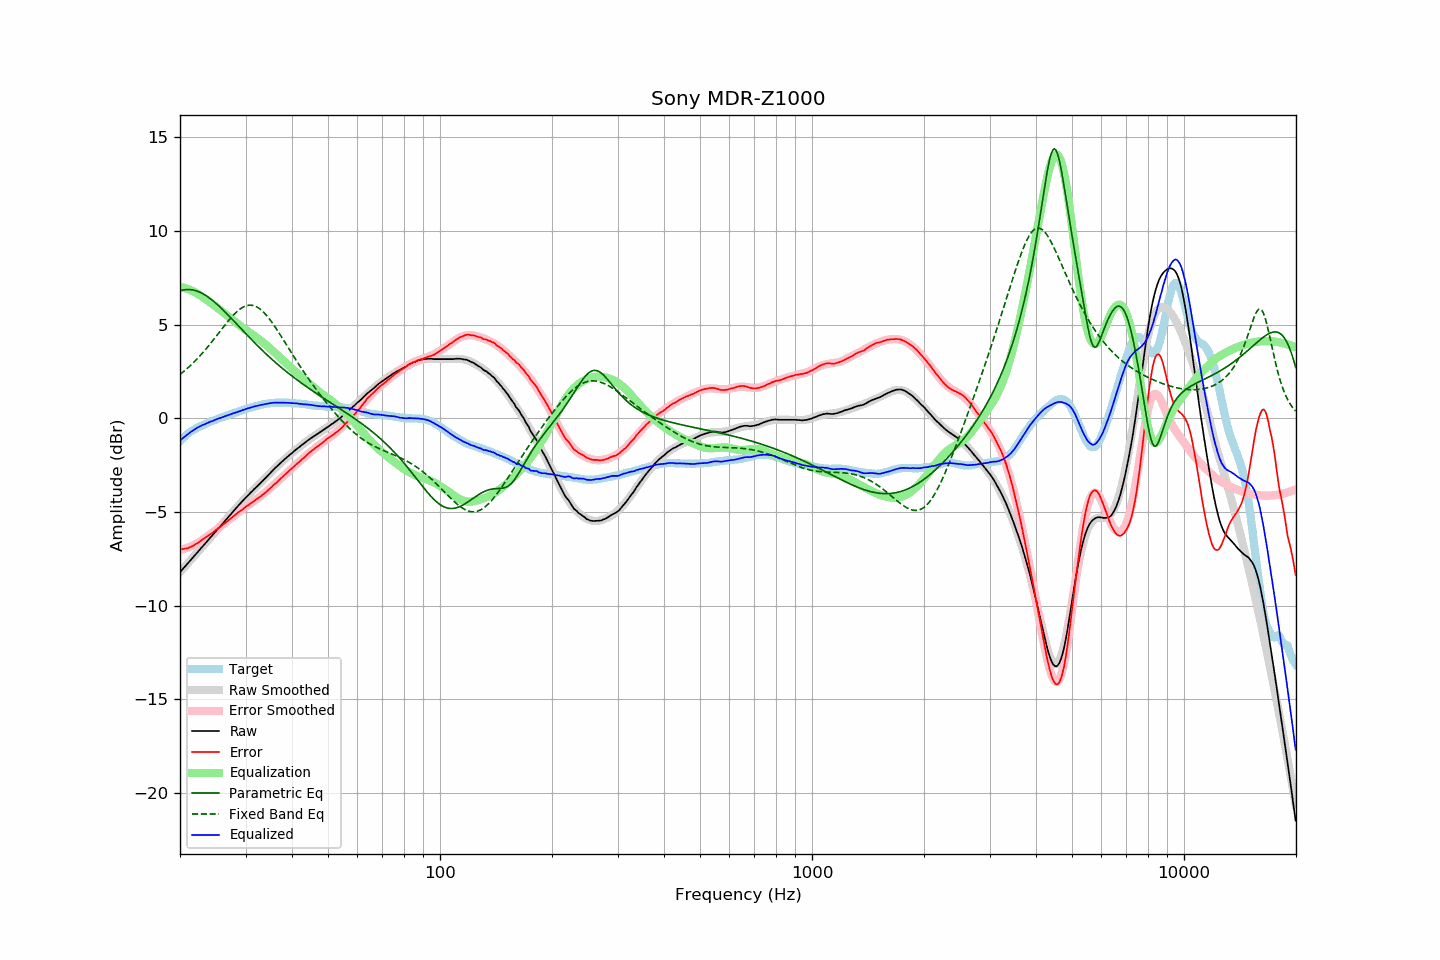 Sony MDR-Z1000
Amplitude (dBr)
15
10
5
0
−5
−10
−15
−20
Target
Raw Smoothed
Error Smoothed
Raw
Error
Equalization
Parametric Eq
Fixed Band Eq
Equalized
100 1000 10000
Frequency (Hz)